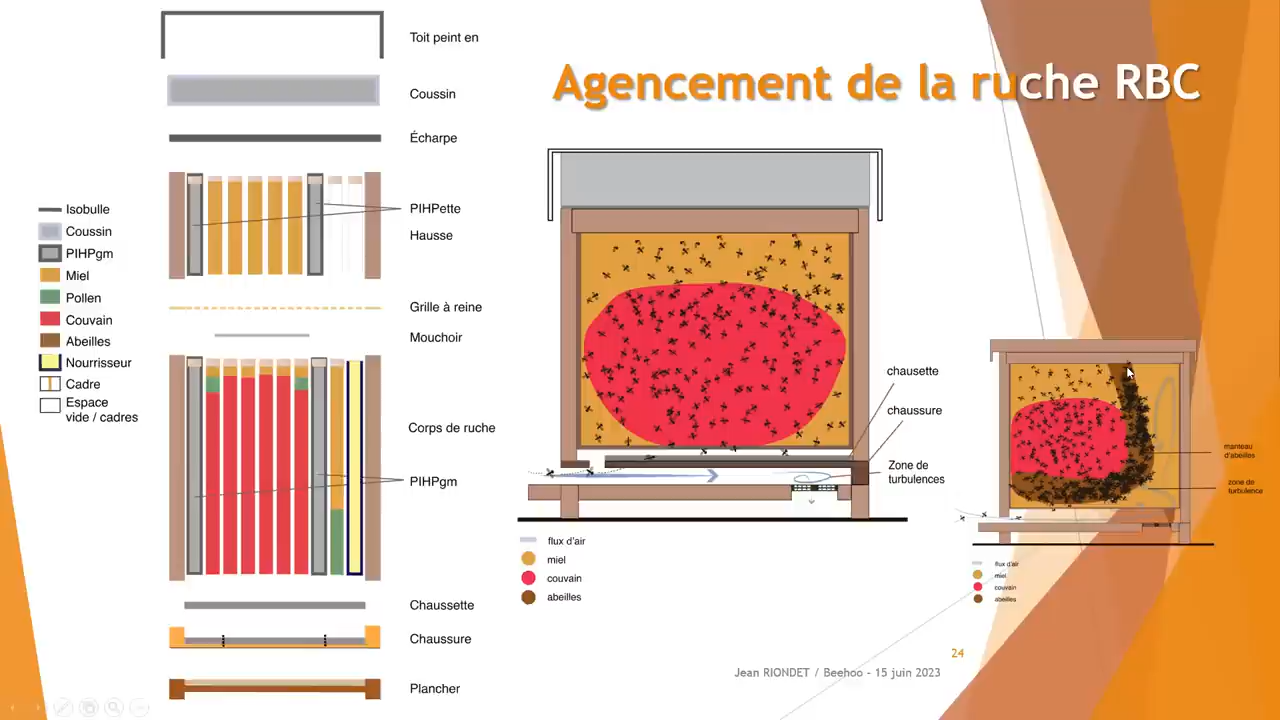 Agencement de la ruche RBC
Toit peint en
Coussin
Écharpe
PIHPette
Hausse
Grille à reine
Mouchoir
Corps de ruche
PIHPgm
Chaussette
Chaussure
Plancher
Isobulle
Coussin
PIHPgm
Miel
Pollen
Couvain
Abeilles
Nourrisseur
Cadre
Espace
vide / cadres
chausette
chaussure
Zone de
turbulences
flux d'air
miel
couvain
abeilles
manteau
d'abeilles
zone de
turbulence
flux d'air
miel
couvain
abeilles
24
Jean RIONDET / Beehoo - 15 juin 2023